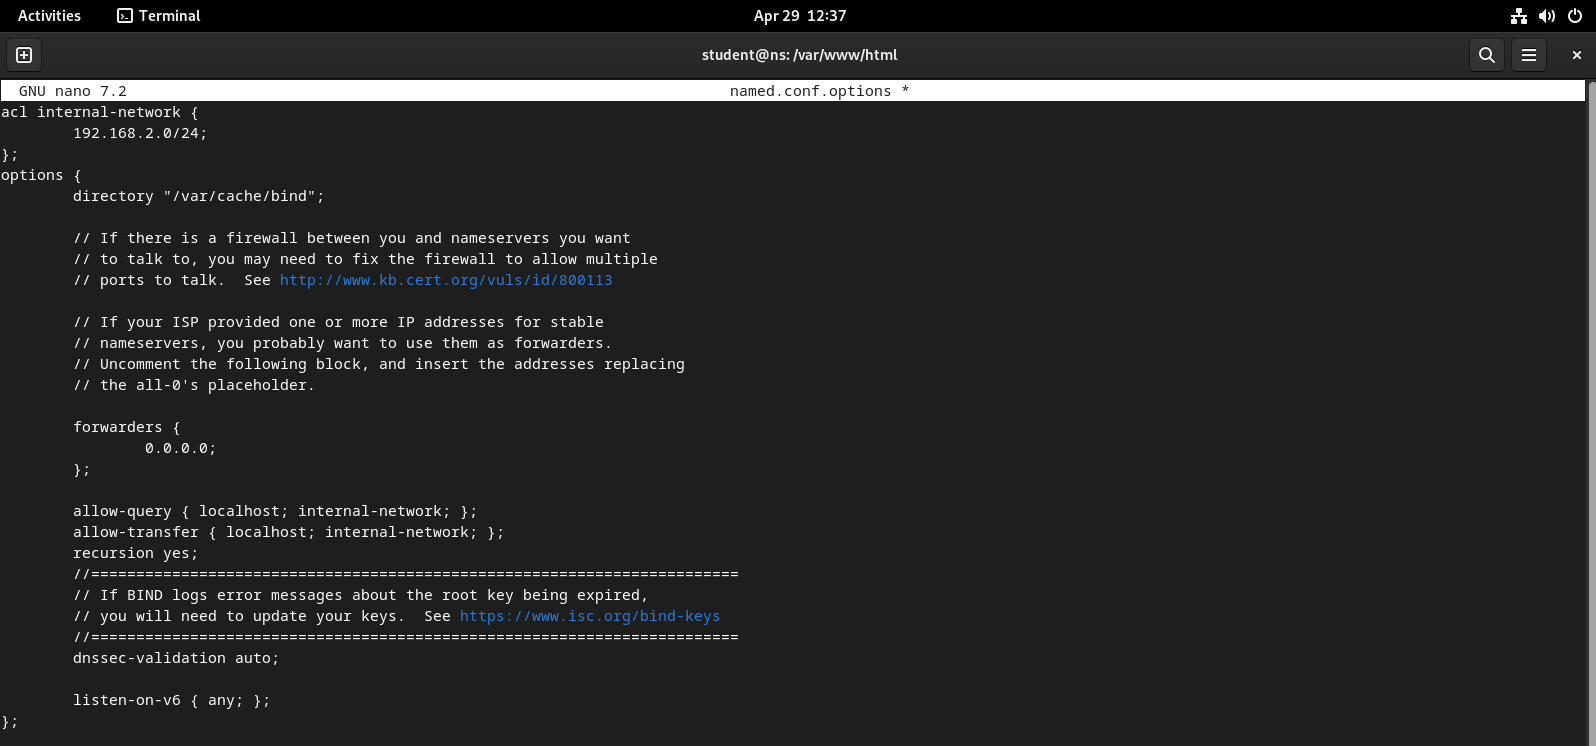 Activities Terminal Apr 29 12:37
student@ns: /var/www/html
GNU nano 7.2 named.conf.options *
acl internal-network {
192.168.2.0/24;
};
options {
directory "/var/cache/bind";
// If there is a firewall between you and nameservers you want
// to talk to, you may need to fix the firewall to allow multiple
// ports to talk.  See http://www.kb.cert.org/vuls/id/800113
// If your ISP provided one or more IP addresses for stable
// nameservers, you probably want to use them as forwarders.
// Uncomment the following block, and insert the addresses replacing
// the all-0's placeholder.
forwarders {
0.0.0.0;
};
allow-query { localhost; internal-network; };
allow-transfer { localhost; internal-network; };
recursion yes;
//========================================================================
// If BIND logs error messages about the root key being expired,
// you will need to update your keys.  See https://www.isc.org/bind-keys
//========================================================================
dnssec-validation auto;
listen-on-v6 { any; };
};